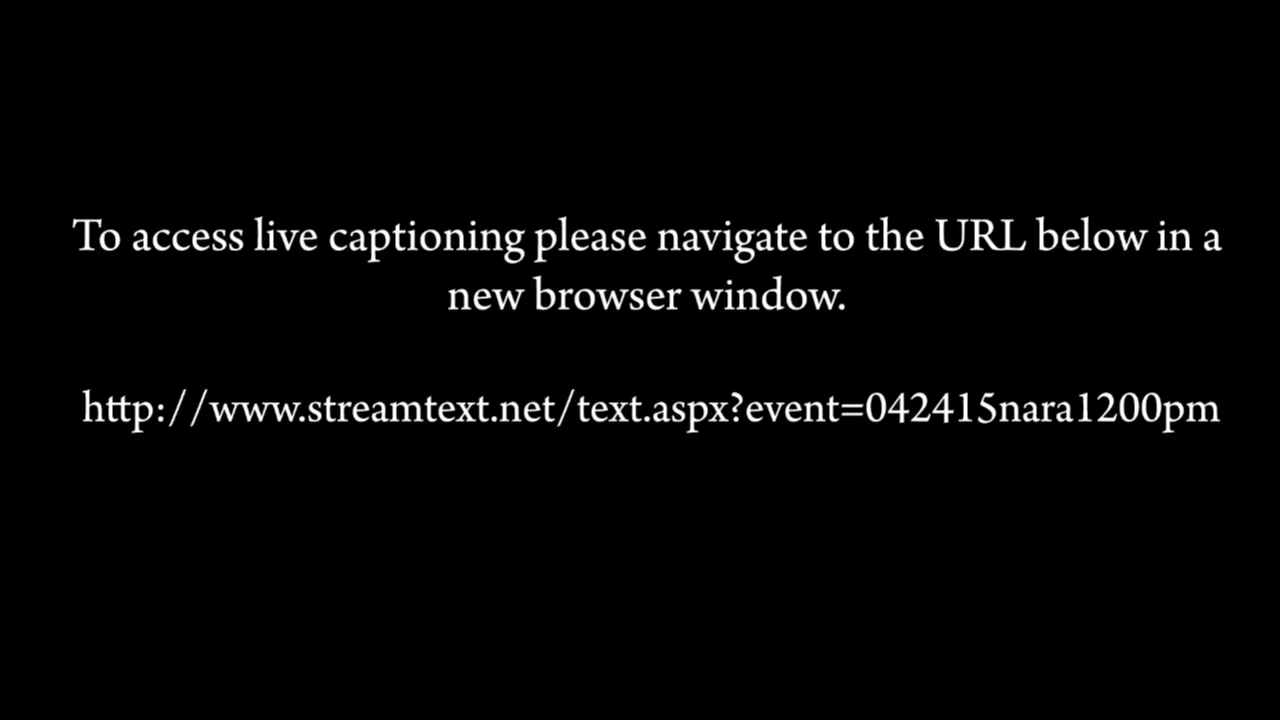 To access live captioning please navigate to the URL below in a
new browser window.
http://www.streamtext.net/text.aspx?event=042415nara1200pm